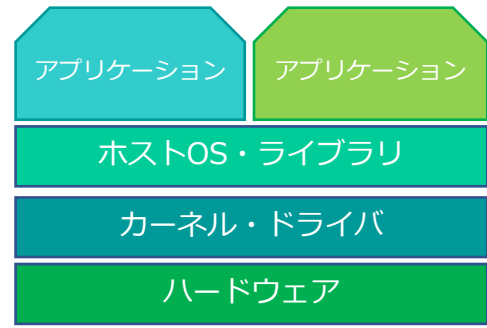 アプリケーション
アプリケーション
ホストOS・ライブラリ
カーネル・ドライバ
ハードウェア